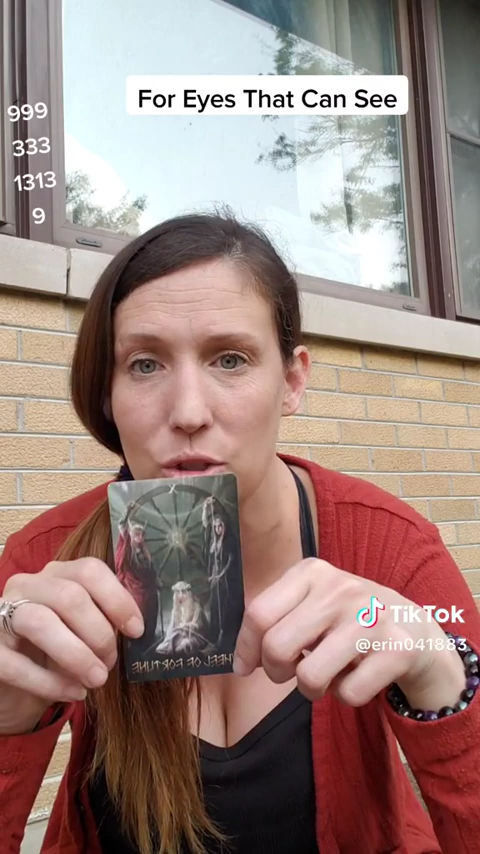 For Eyes That Can See
999
333
1313
9
X
WHEEL OF FORTUNE
TikTok
@erin041883